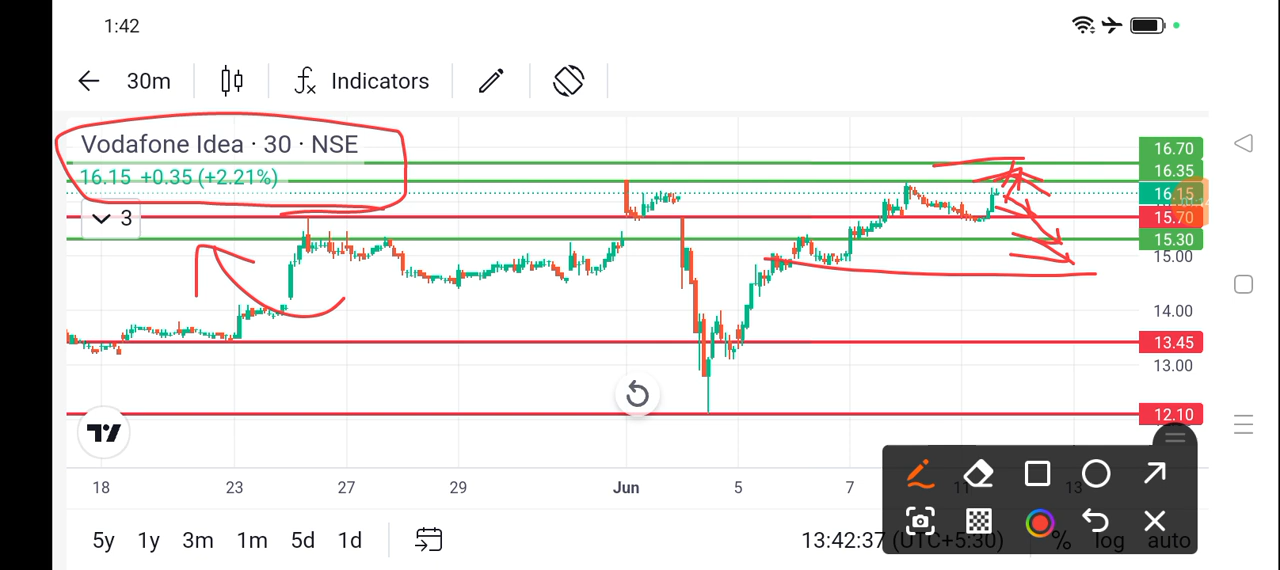 1:42
30m
Indicators
Vodafone Idea · 30 · NSE
16.15 +0.35 (+2.21%)
3
16.70
16.35
16.15
15.70
15.30
15.00
14.00
13.45
13.00
12.10
18 23 27 29 Jun 5 7 11 13
5y 1y 3m 1m 5d 1d
13:42:37 (UTC+5:30) % log auto